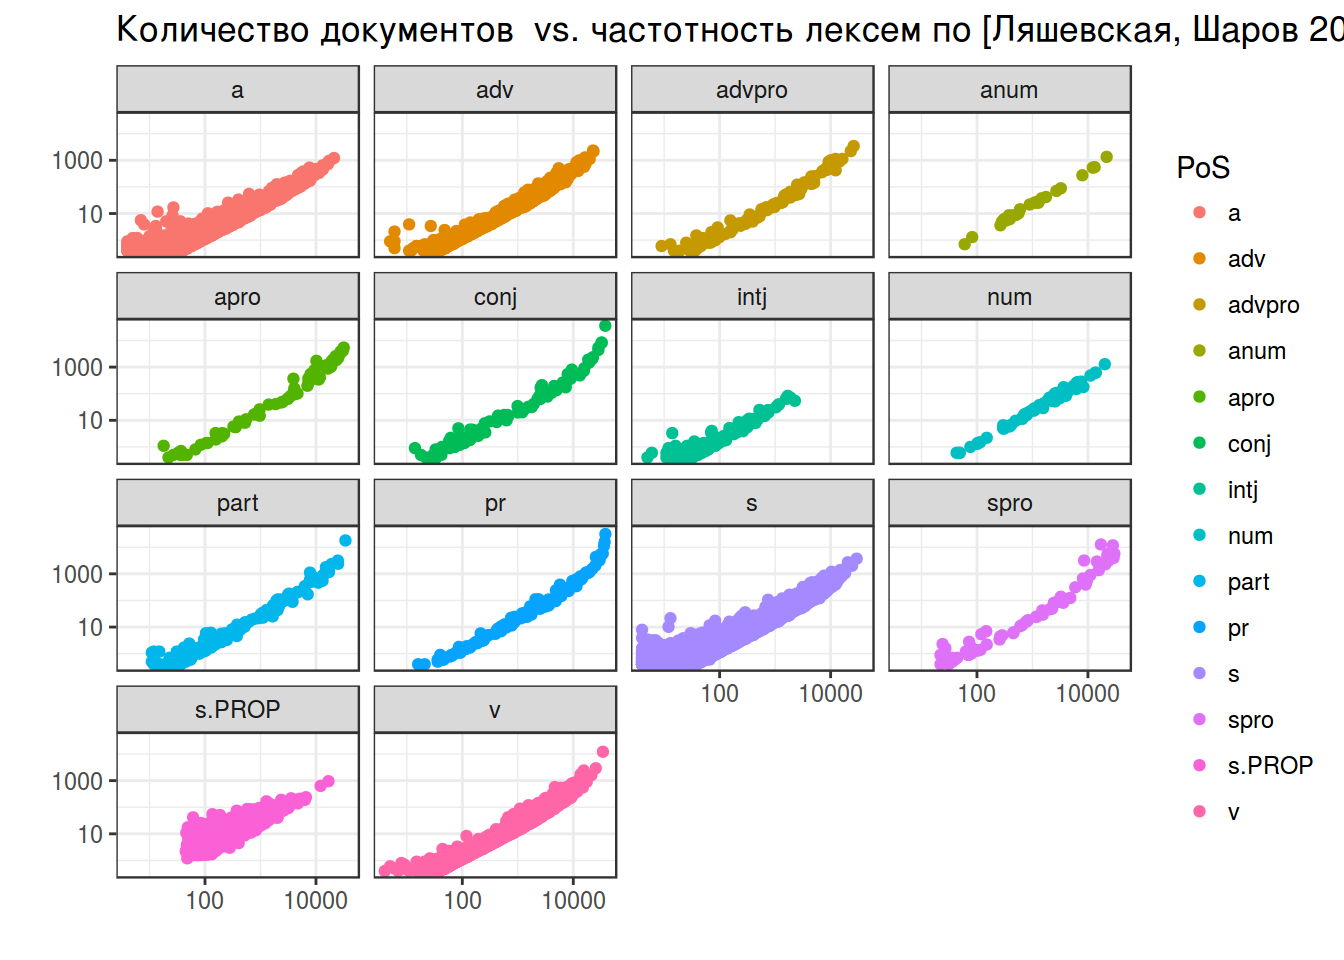 Количество документов  vs. частотность лексем по [Ляшевская, Шаров 20
a adv advpro anum
1000
10
apro conj intj num
1000
10
part pr s spro
1000
10
100 10000 100 10000
s.PROP v
1000
10
100 10000 100 10000
PoS
a
adv
advpro
anum
apro
conj
intj
num
part
pr
s
spro
s.PROP
v